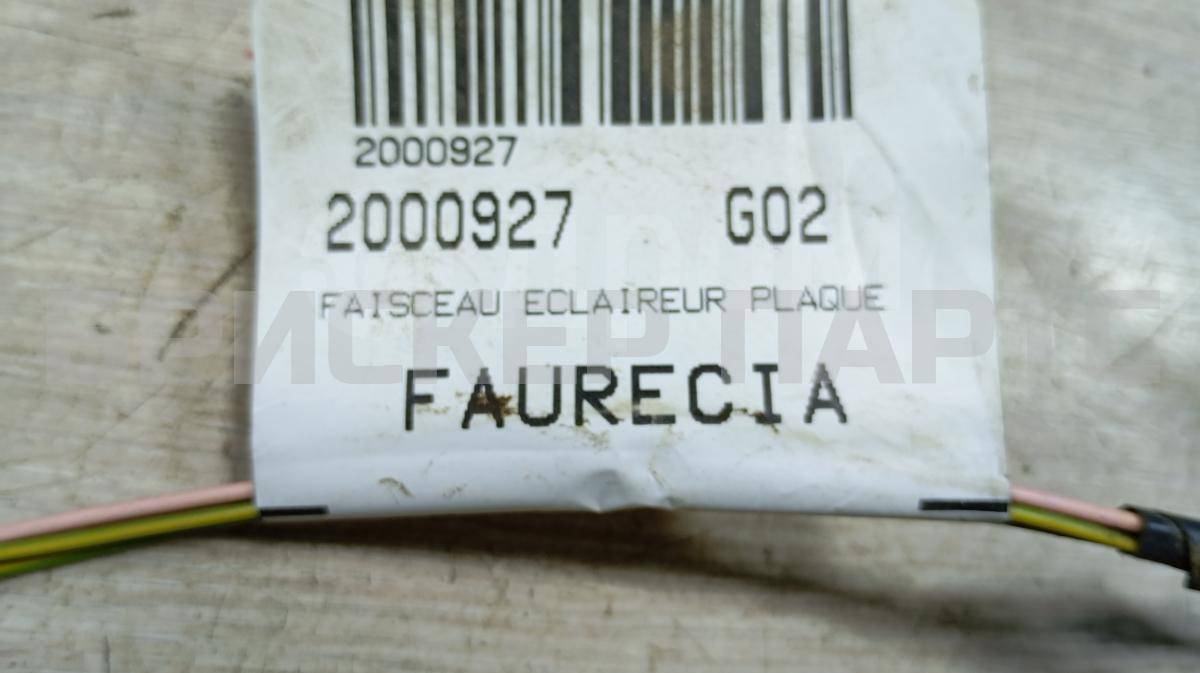 2000927
2000927 G02
FAISCEAU ECLAIREUR PLAQUE
FAURECIA